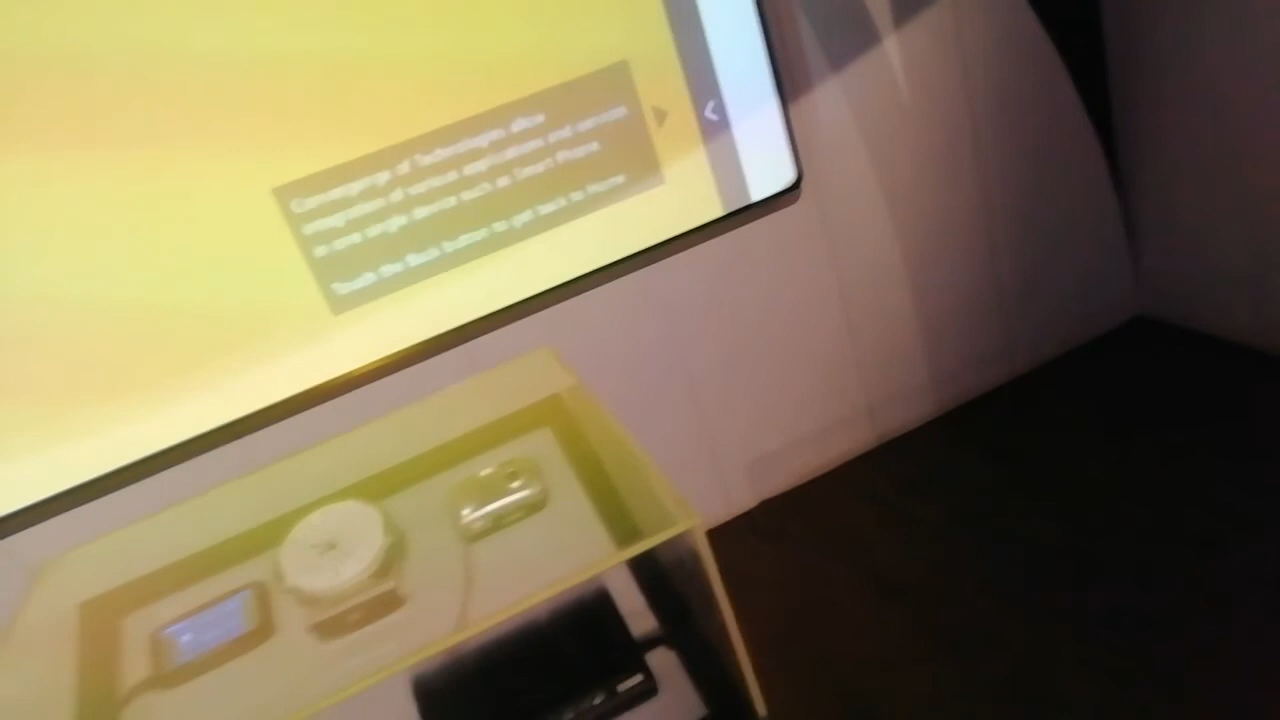 Convergence of Technologies allow
integration of various applications and services
in one single device such as Smart Phone.
Touch the Back button to get back to Home